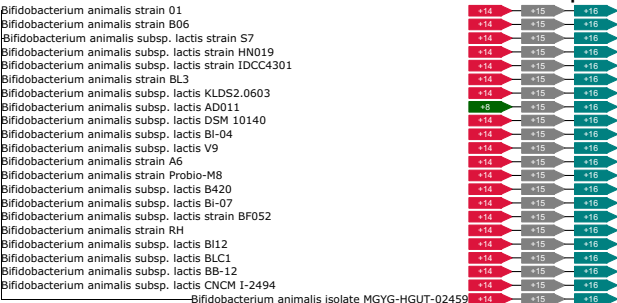 Bifidobacterium animalis strain 01 +14 +15 +16
Bifidobacterium animalis strain B06 +14 +15 +16
Bifidobacterium animalis subsp. lactis strain S7 +14 +15 +16
Bifidobacterium animalis subsp. lactis strain HN019 +14 +15 +16
Bifidobacterium animalis subsp. lactis strain IDCC4301 +14 +15 +16
Bifidobacterium animalis strain BL3 +14 +15 +16
Bifidobacterium animalis subsp. lactis KLDS2.0603 +14 +15 +16
Bifidobacterium animalis subsp. lactis AD011 +8 +15 +16
Bifidobacterium animalis subsp. lactis DSM 10140 +14 +15 +16
Bifidobacterium animalis subsp. lactis Bl-04 +14 +15 +16
Bifidobacterium animalis subsp. lactis V9 +14 +15 +16
Bifidobacterium animalis strain A6 +14 +15 +16
Bifidobacterium animalis strain Probio-M8 +14 +15 +16
Bifidobacterium animalis subsp. lactis B420 +14 +15 +16
Bifidobacterium animalis subsp. lactis Bi-07 +14 +15 +16
Bifidobacterium animalis subsp. lactis strain BF052 +14 +15 +16
Bifidobacterium animalis strain RH +14 +15 +16
Bifidobacterium animalis subsp. lactis Bl12 +14 +15 +16
Bifidobacterium animalis subsp. lactis BLC1 +14 +15 +16
Bifidobacterium animalis subsp. lactis BB-12 +14 +15 +16
Bifidobacterium animalis subsp. lactis CNCM I-2494 +14 +15 +16
Bifidobacterium animalis isolate MGYG-HGUT-02459 +14 +15 +16